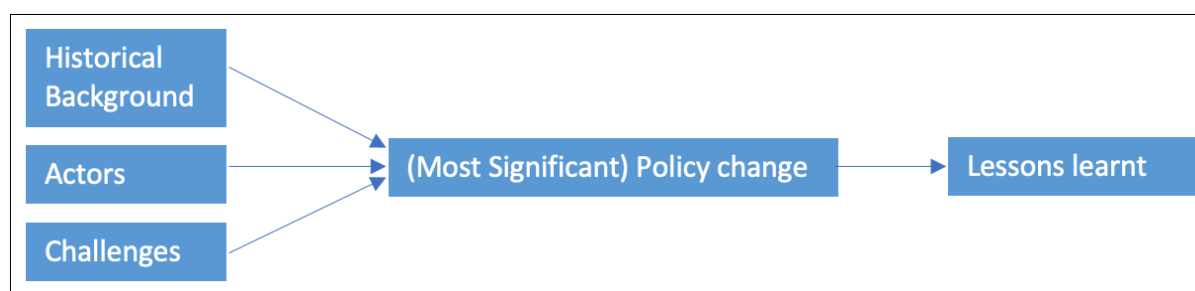 Historical
Background
Actors
Challenges
(Most Significant) Policy change
Lessons learnt